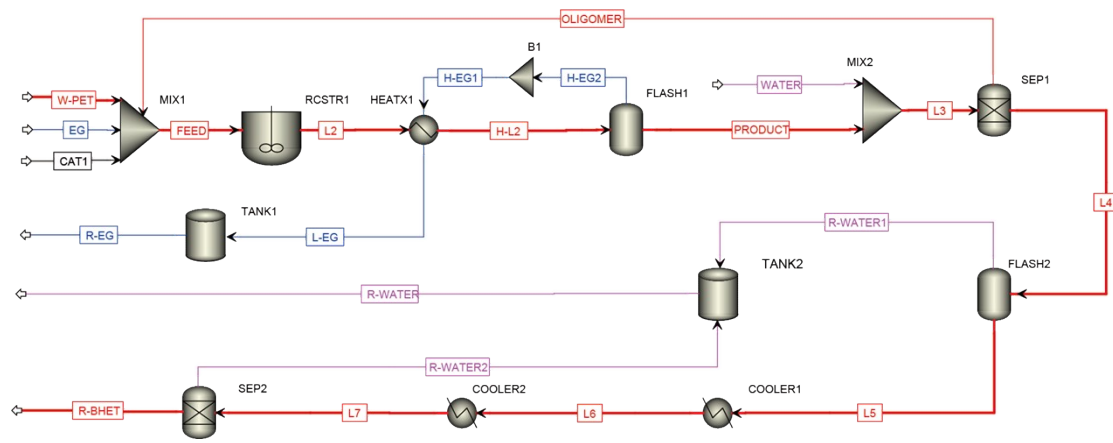 OLIGOMER
B1
MIX2
SEP1
H-EG1
H-EG2
WATER
W-PET
MIX1
RCSTR1
HEATX1
FLASH1
EG
FEED
L2
H-L2
PRODUCT
L3
CAT1
TANK1
L4
R-EG
L-EG
R-WATER1
TANK2
FLASH2
R-WATER
R-WATER2
SEP2
COOLER2
COOLER1
R-BHET
L7
L6
L5